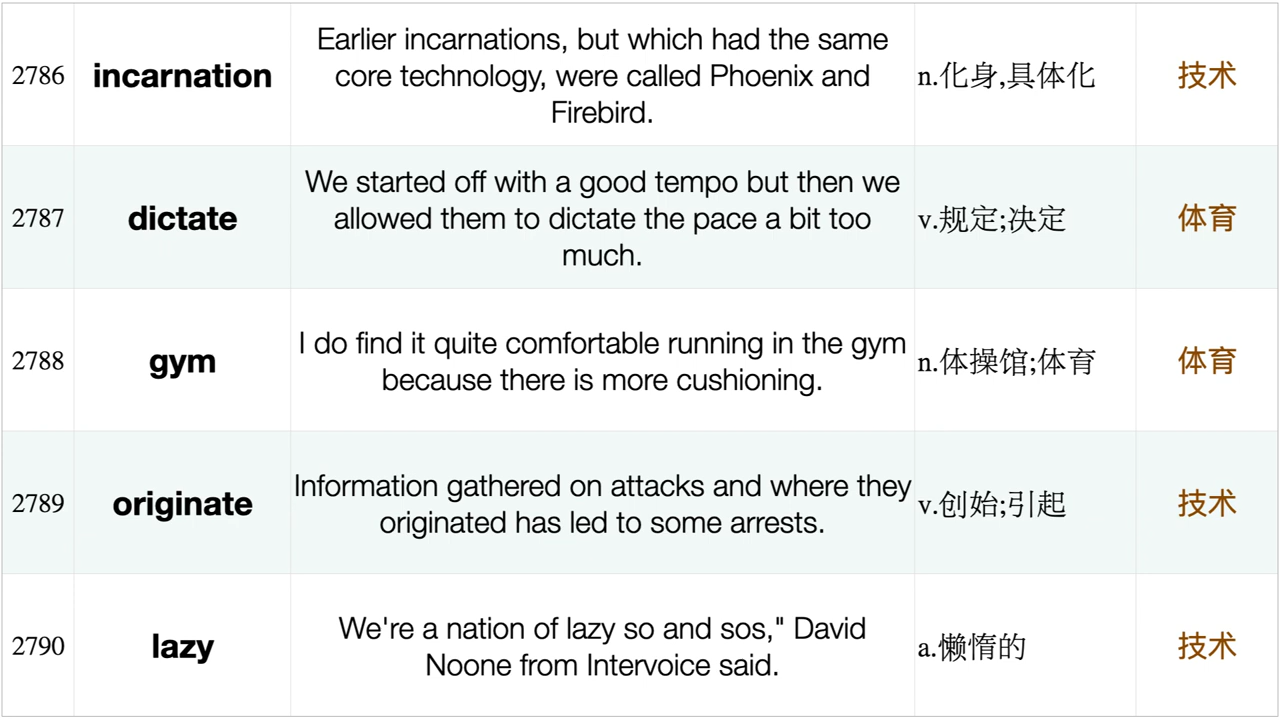 2786 incarnation Earlier incarnations, but which had the same core technology, were called Phoenix and Firebird. n.化身,具体化 技术
2787 dictate We started off with a good tempo but then we allowed them to dictate the pace a bit too much. v.规定;决定 体育
2788 gym I do find it quite comfortable running in the gym because there is more cushioning. n.体操馆;体育 体育
2789 originate Information gathered on attacks and where they originated has led to some arrests. v.创始;引起 技术
2790 lazy We're a nation of lazy so and sos," David Noone from Intervoice said. a.懒惰的 技术